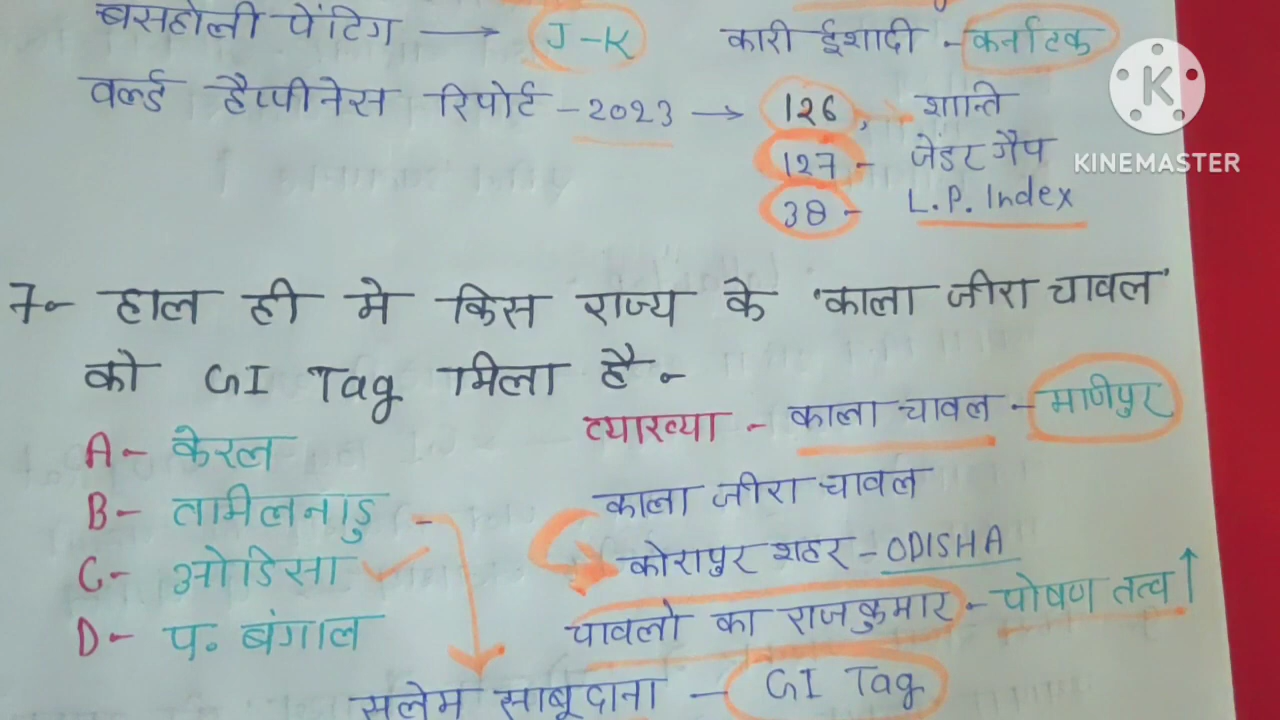 बसहोली पेंटिग → J-K कारी ईशादी - कर्नाटक
वर्ल्ड हैप्पीनेस रिपोर्ट - 2023 → 126, शान्ति
127 - जेंडर गैप
38 - L.P. Index
KINEMASTER
7- हाल ही मे किस राज्य के 'काला जीरा चावल'
को GI Tag मिला है -
व्याख्या - काला चावल - मणिपुर
A- केरल
काला जीरा चावल
B- तामिलनाडु
कोरापुर शहर - ODISHA
C- ओडिसा ✓
चावलो का राजकुमार - पोषण तत्व ↑
D- प. बंगाल
सलेम साबूदाना - GI Tag